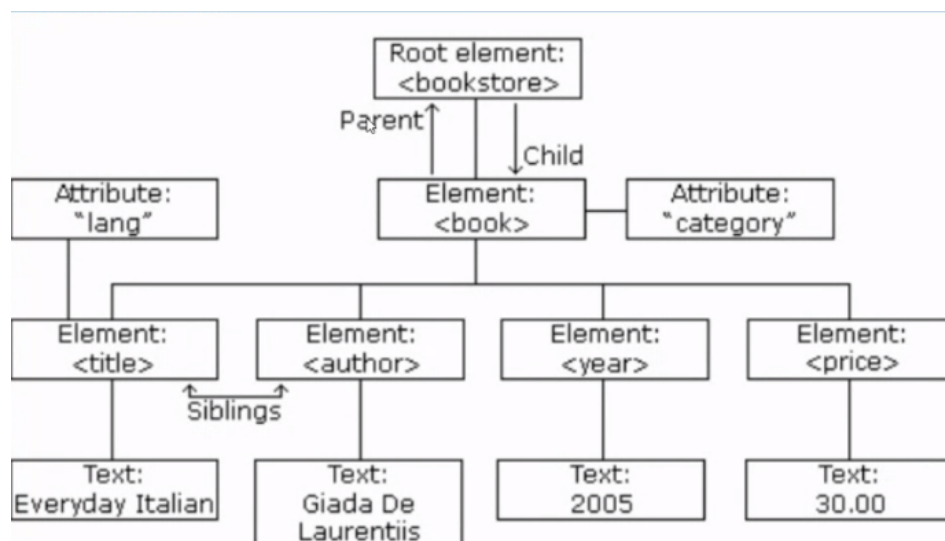 Root element:
<bookstore>
Parent
Child
Attribute:
"lang"
Element:
<book>
Attribute:
"category"
Element:
<title>
Element:
<author>
Element:
<year>
Element:
<price>
Siblings
Text:
Everyday Italian
Text:
Giada De
Laurentiis
Text:
2005
Text:
30.00